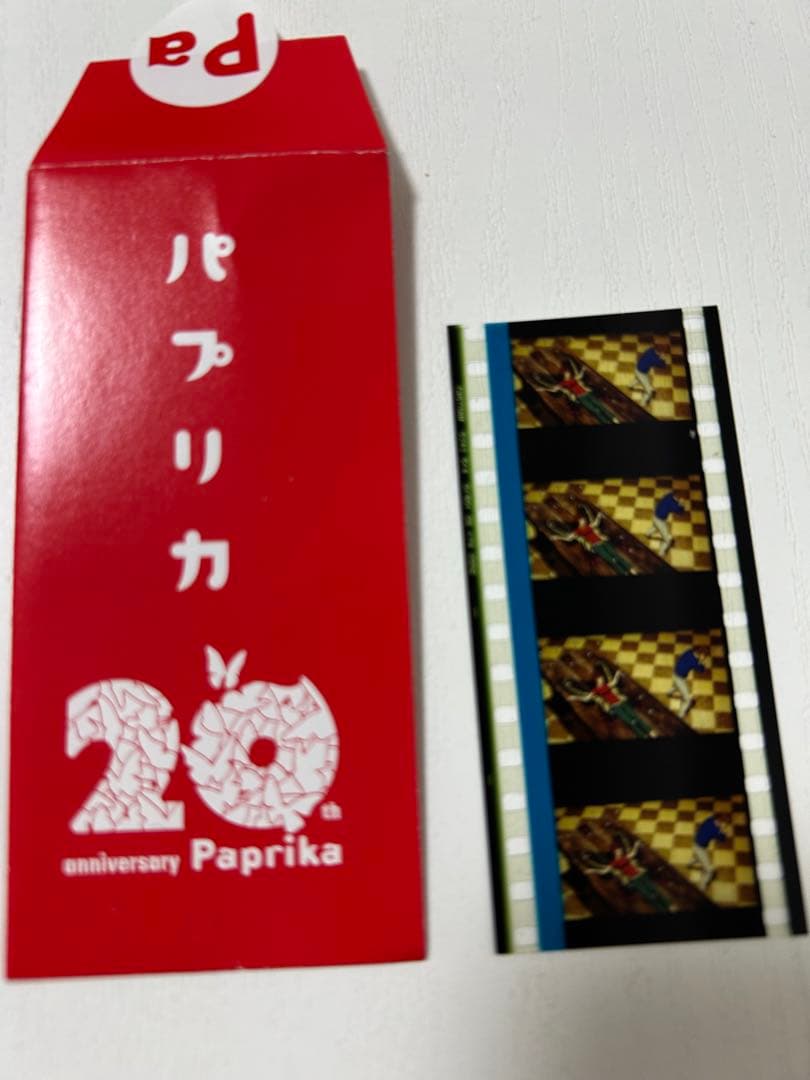 Pa
パプリカ
20th
anniversary Paprika